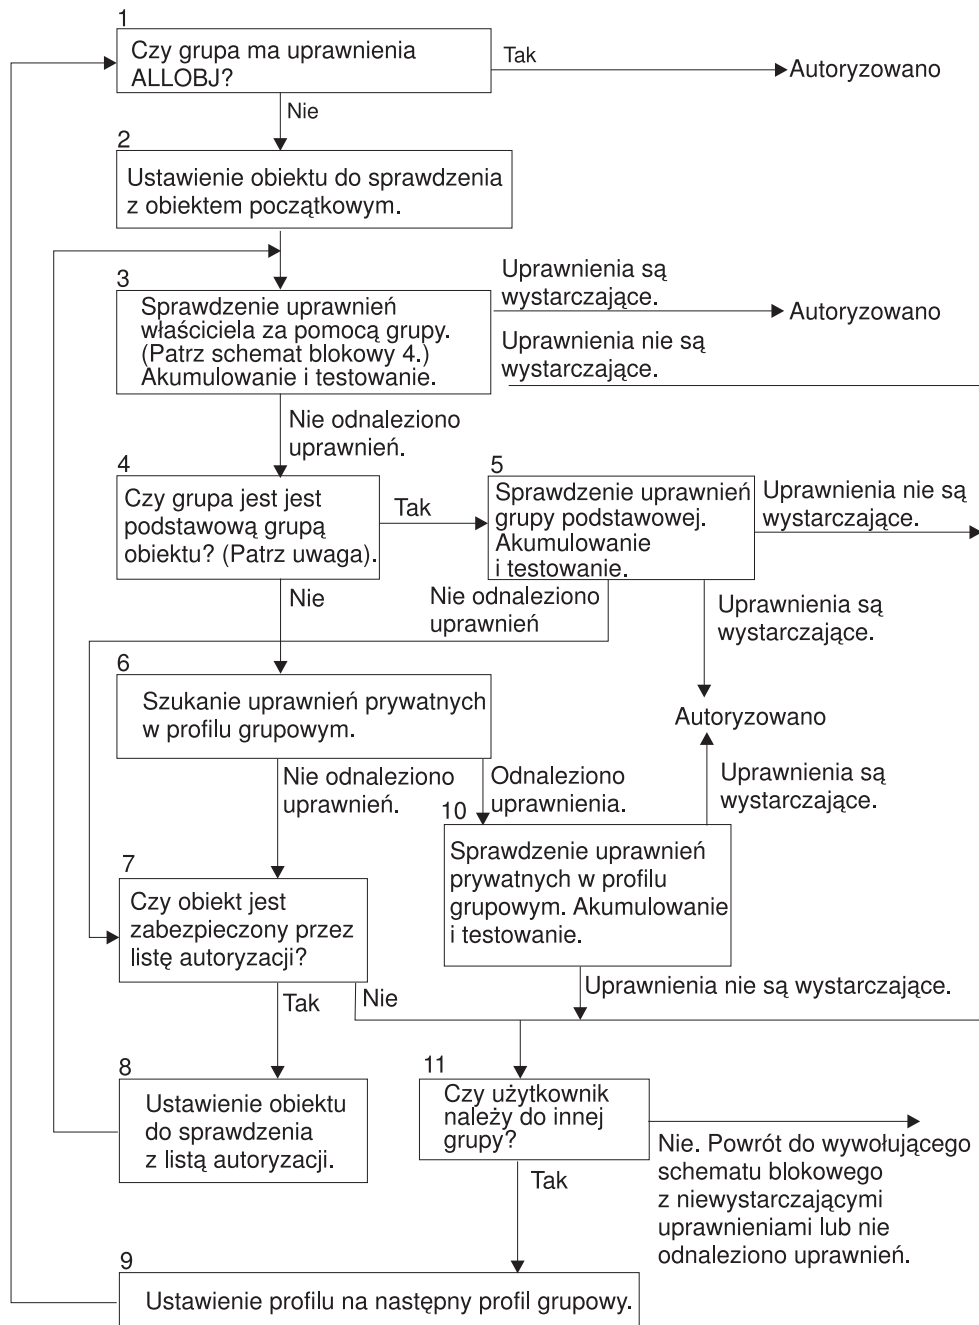 1
Czy grupa ma uprawnienia
ALLOBJ?
Tak
Autoryzowano
Nie
2
Ustawienie obiektu do sprawdzenia
z obiektem początkowym.
3
Sprawdzenie uprawnień
właściciela za pomocą grupy.
(Patrz schemat blokowy 4.)
Akumulowanie i testowanie.
Uprawnienia są
wystarczające.
Autoryzowano
Uprawnienia nie są
wystarczające.
Nie odnaleziono
uprawnień.
4
Czy grupa jest jest
podstawową grupą
obiektu? (Patrz uwaga).
Tak
5
Sprawdzenie uprawnień
grupy podstawowej.
Akumulowanie
i testowanie.
Uprawnienia nie są
wystarczające.
Nie
Nie odnaleziono
uprawnień
Uprawnienia są
wystarczające.
6
Szukanie uprawnień prywatnych
w profilu grupowym.
Autoryzowano
Nie odnaleziono
uprawnień.
Odnaleziono
uprawnienia.
Uprawnienia są
wystarczające.
10
Sprawdzenie uprawnień
prywatnych w profilu
grupowym. Akumulowanie
i testowanie.
7
Czy obiekt jest
zabezpieczony przez
listę autoryzacji?
Tak
Nie
Uprawnienia nie są wystarczające.
8
Ustawienie obiektu
do sprawdzenia
z listą autoryzacji.
11
Czy użytkownik
należy do innej
grupy?
Tak
Nie. Powrót do wywołującego
schematu blokowego
z niewystarczającymi
uprawnieniami lub nie
odnaleziono uprawnień.
9
Ustawienie profilu na następny profil grupowy.